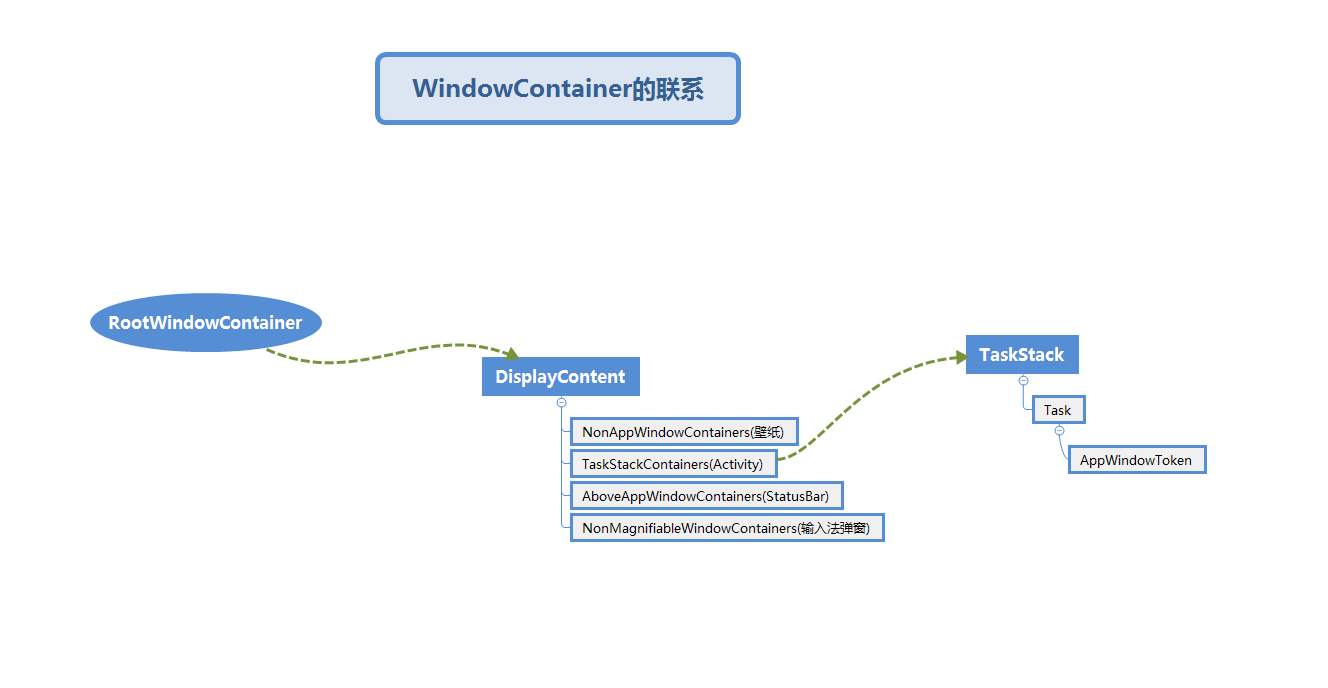 WindowContainer的联系
RootWindowContainer
DisplayContent
NonAppWindowContainers(壁纸)
TaskStackContainers(Activity)
AboveAppWindowContainers(StatusBar)
NonMagnifiableWindowContainers(输入法弹窗)
TaskStack
Task
AppWindowToken